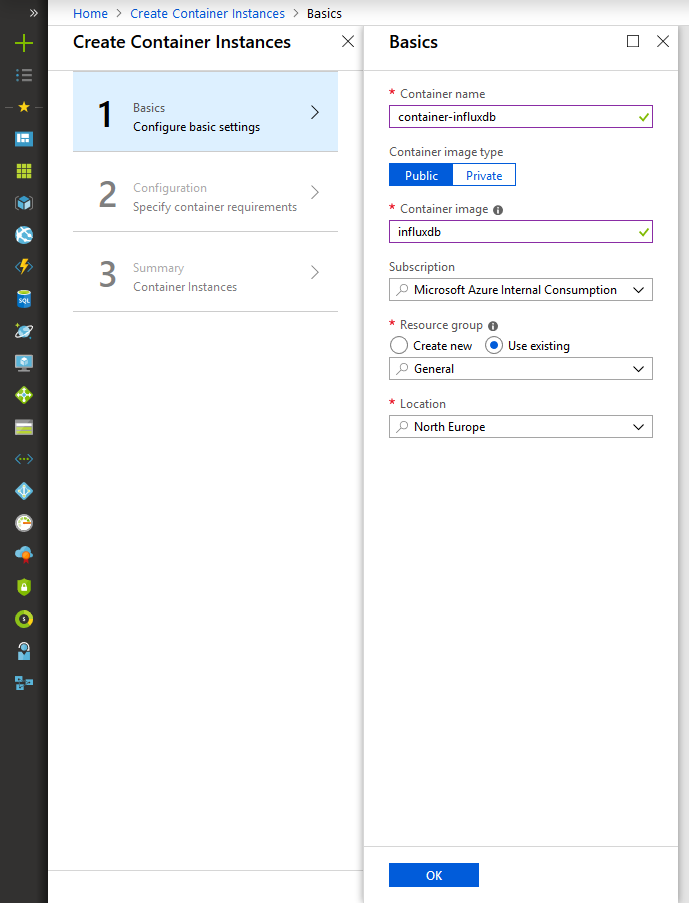 » Home > Create Container Instances > Basics
Create Container Instances
1 Basics
Configure basic settings
2 Configuration
Specify container requirements
3 Summary
Container Instances
Basics
* Container name
container-influxdb
Container image type
Public Private
* Container image
influxdb
Subscription
Microsoft Azure Internal Consumption
* Resource group
Create new Use existing
General
* Location
North Europe
OK
SQL